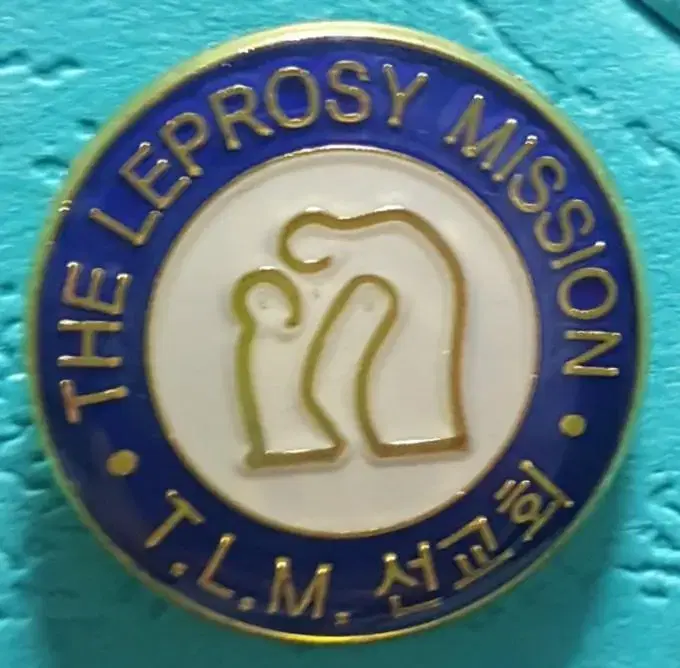 THE LEPROSY MISSION
T.L.M. 선교회